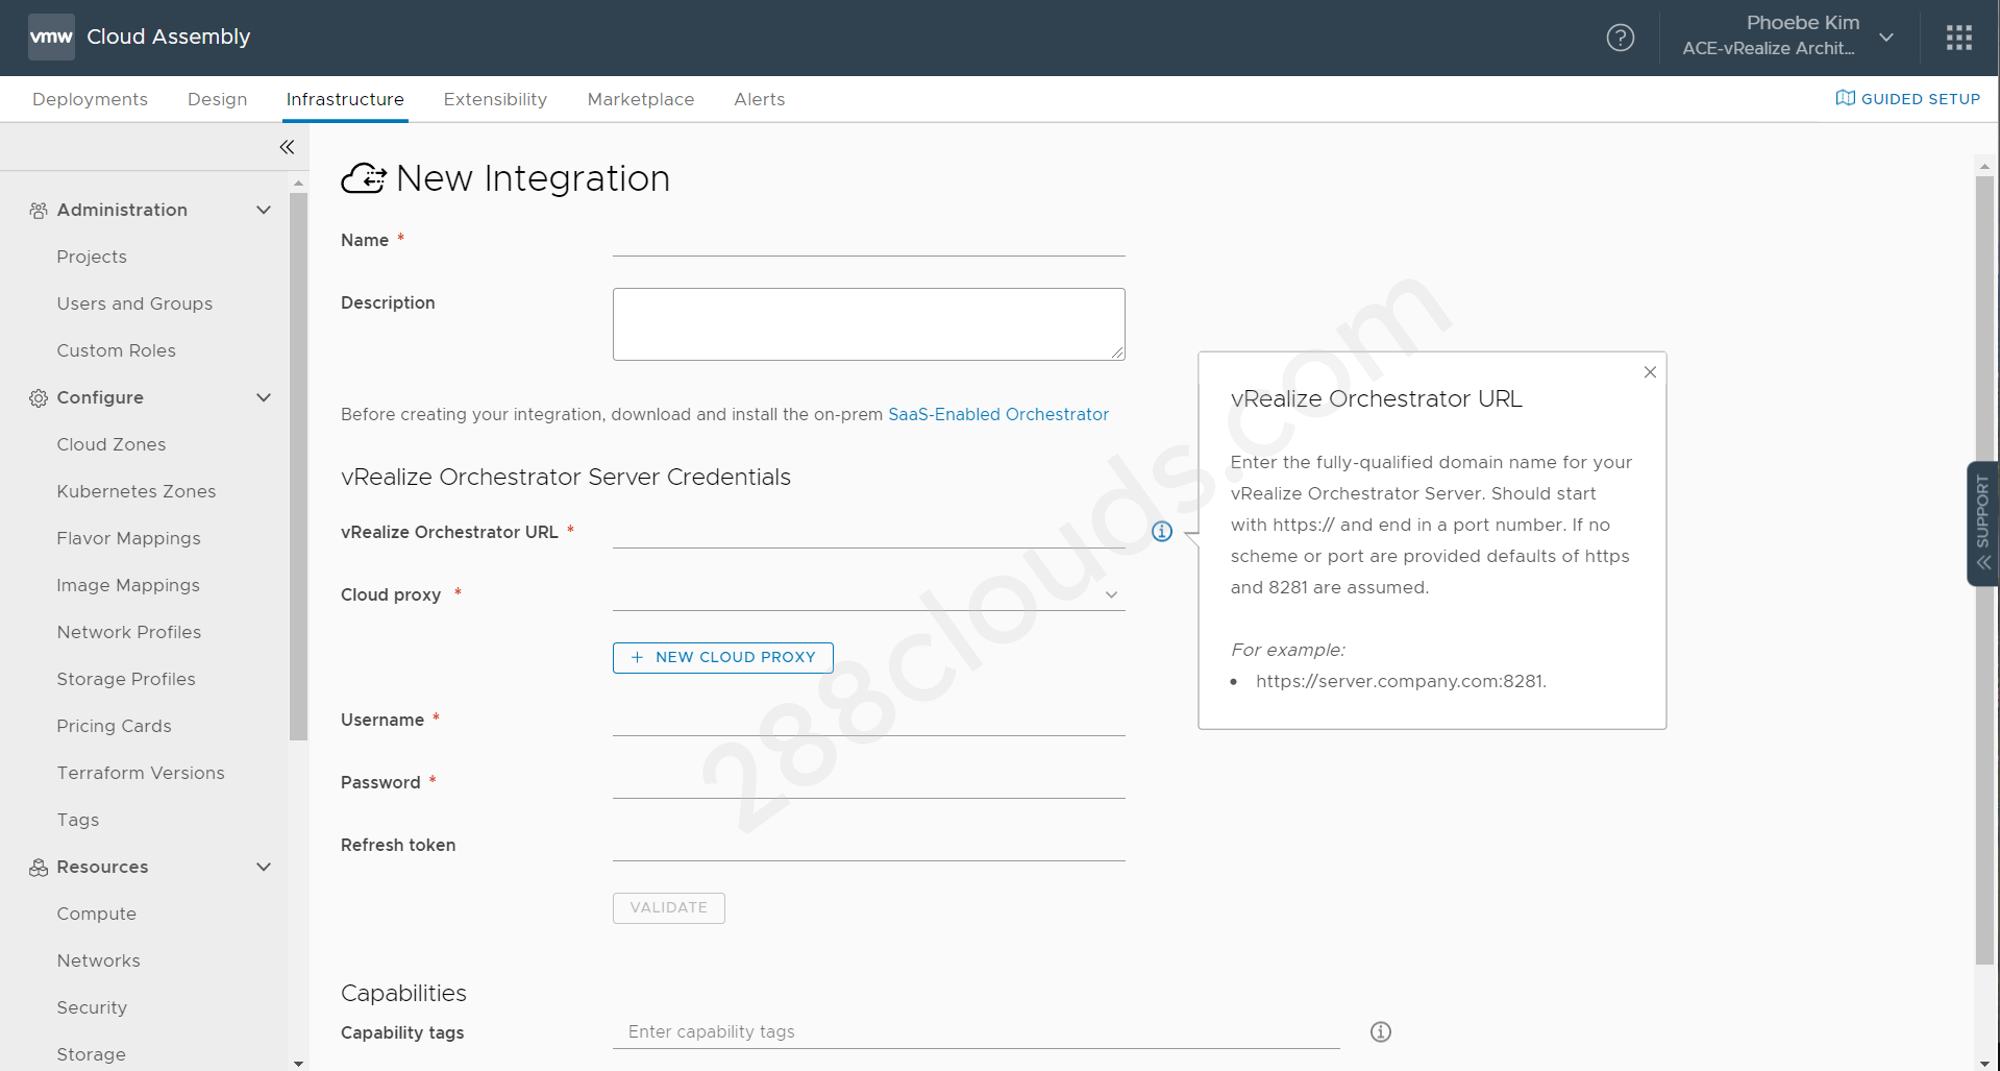 vmw Cloud Assembly
Phoebe Kim
ACE-vRealize Archit...
Deployments Design Infrastructure Extensibility Marketplace Alerts GUIDED SETUP
Administration
Projects
Users and Groups
Custom Roles
Configure
Cloud Zones
Kubernetes Zones
Flavor Mappings
Image Mappings
Network Profiles
Storage Profiles
Pricing Cards
Terraform Versions
Tags
Resources
Compute
Networks
Security
Storage
New Integration
Name *
Description
Before creating your integration, download and install the on-prem SaaS-Enabled Orchestrator
vRealize Orchestrator Server Credentials
vRealize Orchestrator URL *
Cloud proxy *
+ NEW CLOUD PROXY
Username *
Password *
Refresh token
VALIDATE
Capabilities
Capability tags Enter capability tags
vRealize Orchestrator URL
Enter the fully-qualified domain name for your
vRealize Orchestrator Server. Should start
with https:// and end in a port number. If no
scheme or port are provided defaults of https
and 8281 are assumed.
For example:
• https://server.company.com:8281.
SUPPORT
288clouds.com